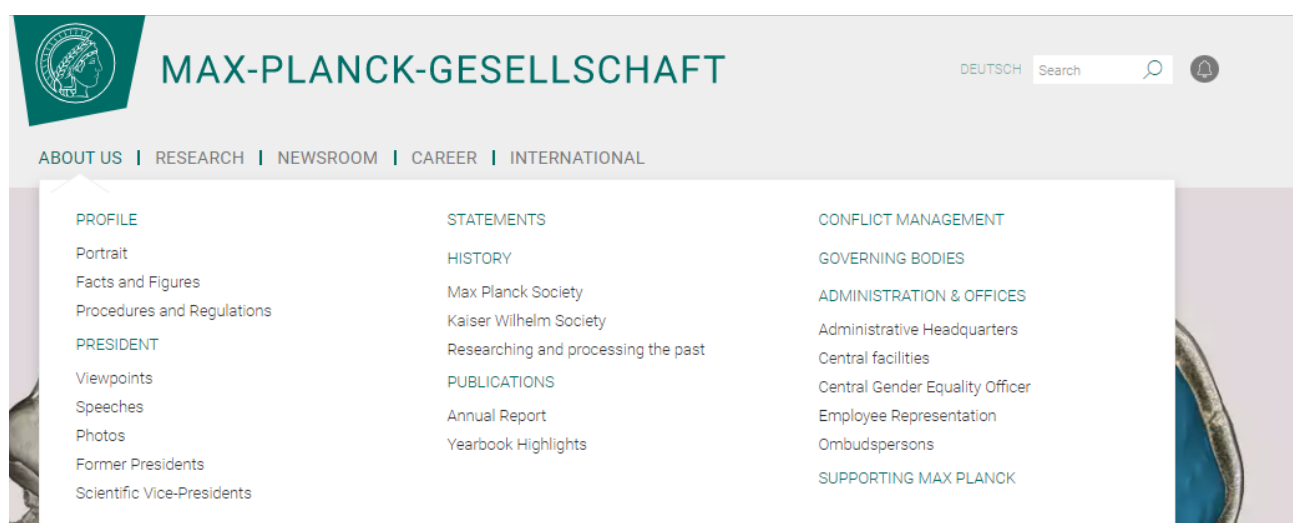 MAX-PLANCK-GESELLSCHAFT
DEUTSCH Search
ABOUT US | RESEARCH | NEWSROOM | CAREER | INTERNATIONAL
PROFILE
Portrait
Facts and Figures
Procedures and Regulations
PRESIDENT
Viewpoints
Speeches
Photos
Former Presidents
Scientific Vice-Presidents
STATEMENTS
HISTORY
Max Planck Society
Kaiser Wilhelm Society
Researching and processing the past
PUBLICATIONS
Annual Report
Yearbook Highlights
CONFLICT MANAGEMENT
GOVERNING BODIES
ADMINISTRATION & OFFICES
Administrative Headquarters
Central facilities
Central Gender Equality Officer
Employee Representation
Ombudspersons
SUPPORTING MAX PLANCK